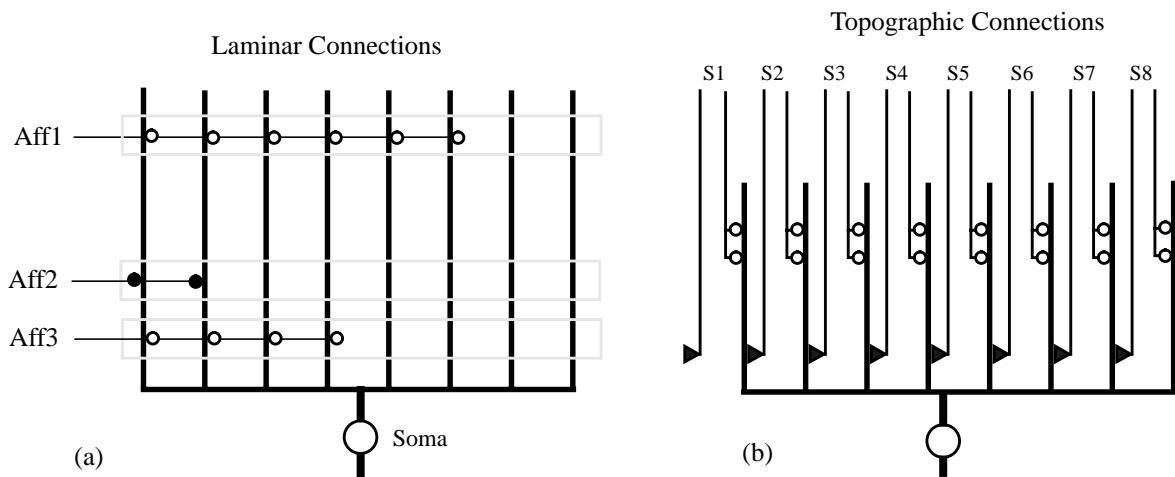 Laminar Connections
Aff1
Aff2
Aff3
Soma
(a)
Topographic Connections
S1 S2 S3 S4 S5 S6 S7 S8
(b)